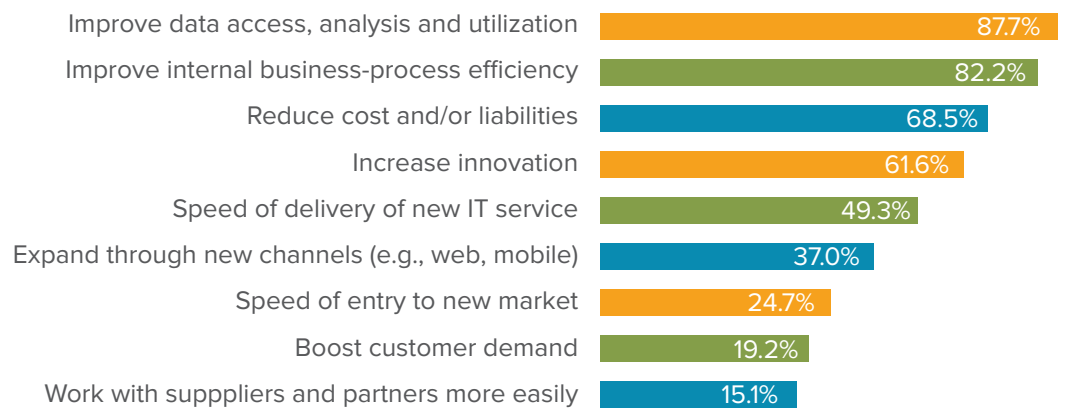 Improve data access, analysis and utilization 87.7%
Improve internal business-process efficiency 82.2%
Reduce cost and/or liabilities 68.5%
Increase innovation 61.6%
Speed of delivery of new IT service 49.3%
Expand through new channels (e.g., web, mobile) 37.0%
Speed of entry to new market 24.7%
Boost customer demand 19.2%
Work with supppliers and partners more easily 15.1%